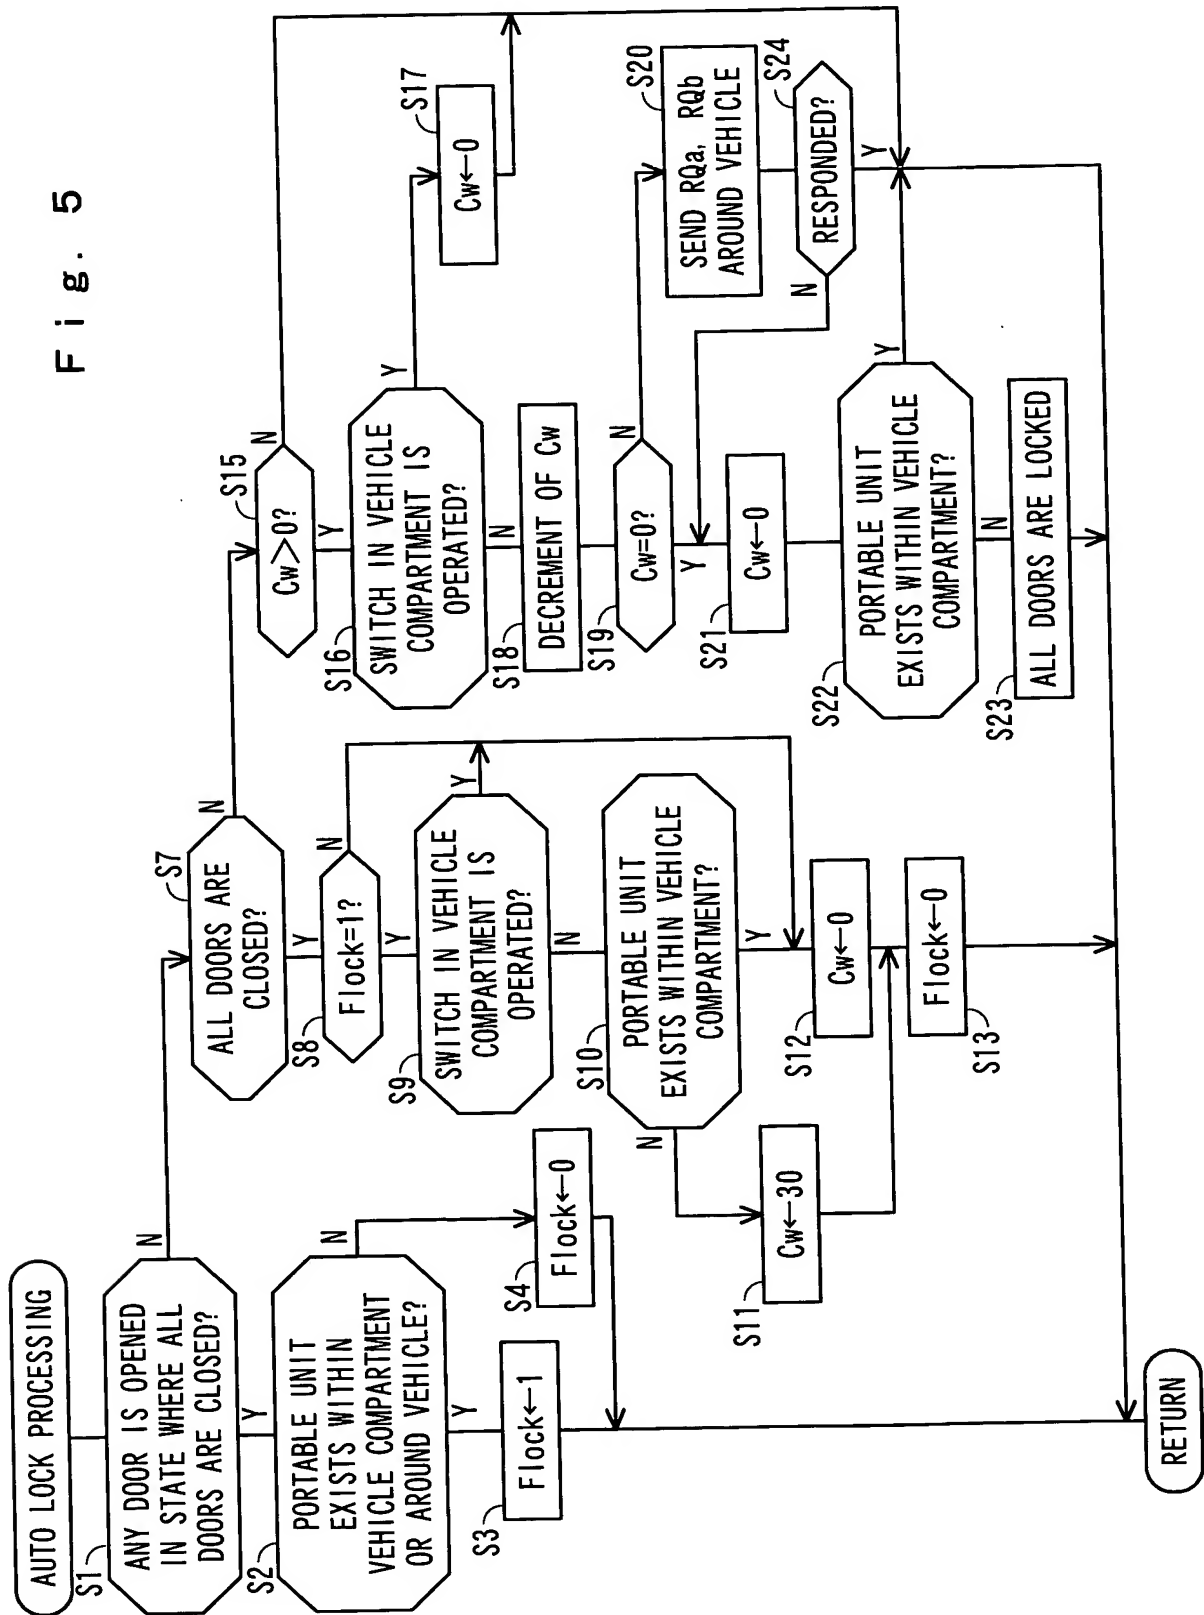 Fig. 5
AUTO LOCK PROCESSING
S1
ANY DOOR IS OPENED
IN STATE WHERE ALL
DOORS ARE CLOSED?
N
Y
S2
PORTABLE UNIT
EXISTS WITHIN
VEHICLE COMPARTMENT
OR AROUND VEHICLE?
N
Y
S3
Flock←1
S4
Flock←0
RETURN
S7
ALL DOORS ARE
CLOSED?
N
Y
S8
Flock=1?
N
Y
S9
SWITCH IN VEHICLE
COMPARTMENT IS
OPERATED?
Y
N
S10
PORTABLE UNIT
EXISTS WITHIN VEHICLE
COMPARTMENT?
N
Y
S11
Cw←30
S12
Cw←0
S13
Flock←0
S15
Cw>0?
N
Y
S16
SWITCH IN VEHICLE
COMPARTMENT IS
OPERATED?
Y
N
S17
Cw←0
S18
DECREMENT OF Cw
S19
Cw=0?
N
Y
S20
SEND RQa, RQb
AROUND VEHICLE
S24
RESPONDED?
N
Y
S21
Cw←0
S22
PORTABLE UNIT
EXISTS WITHIN VEHICLE
COMPARTMENT?
Y
N
S23
ALL DOORS ARE LOCKED